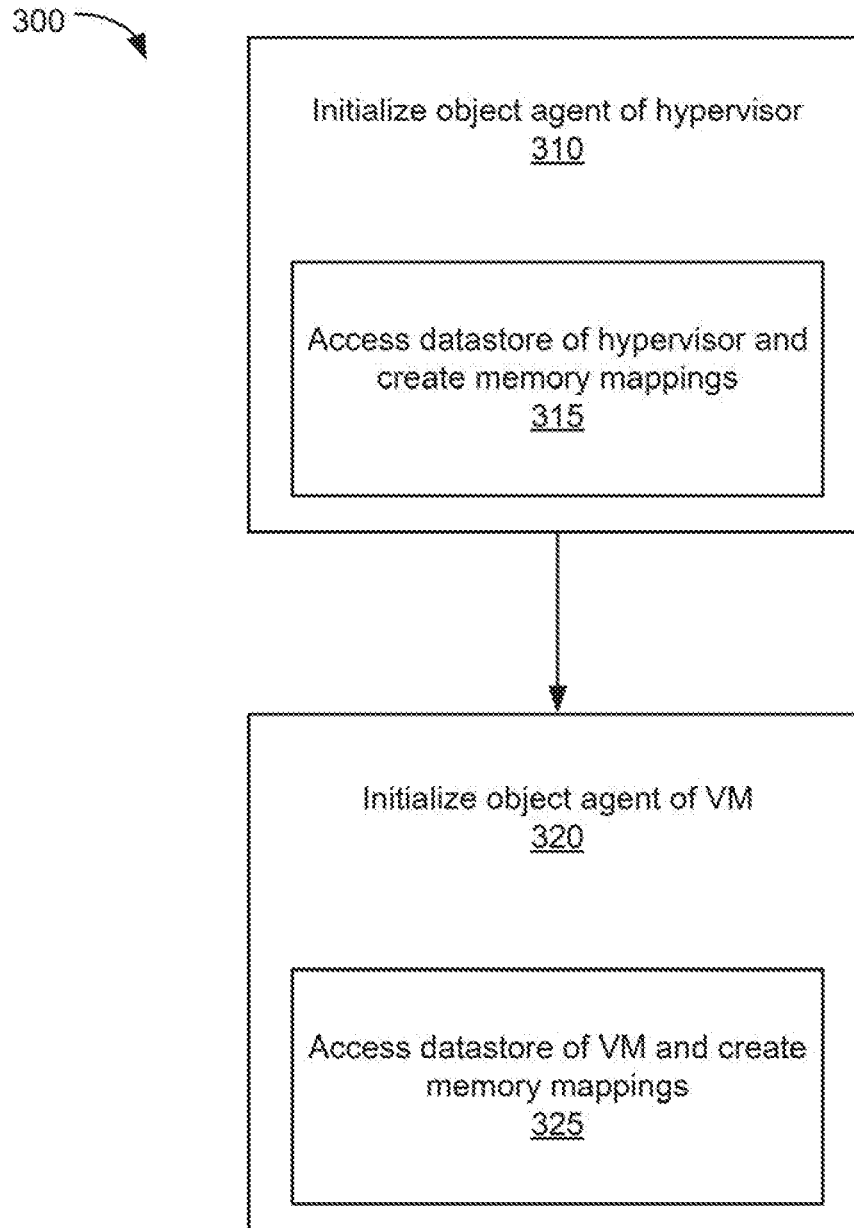 300
Initialize object agent of hypervisor
310
Access datastore of hypervisor and
create memory mappings
315
Initialize object agent of VM
320
Access datastore of VM and create
memory mappings
325